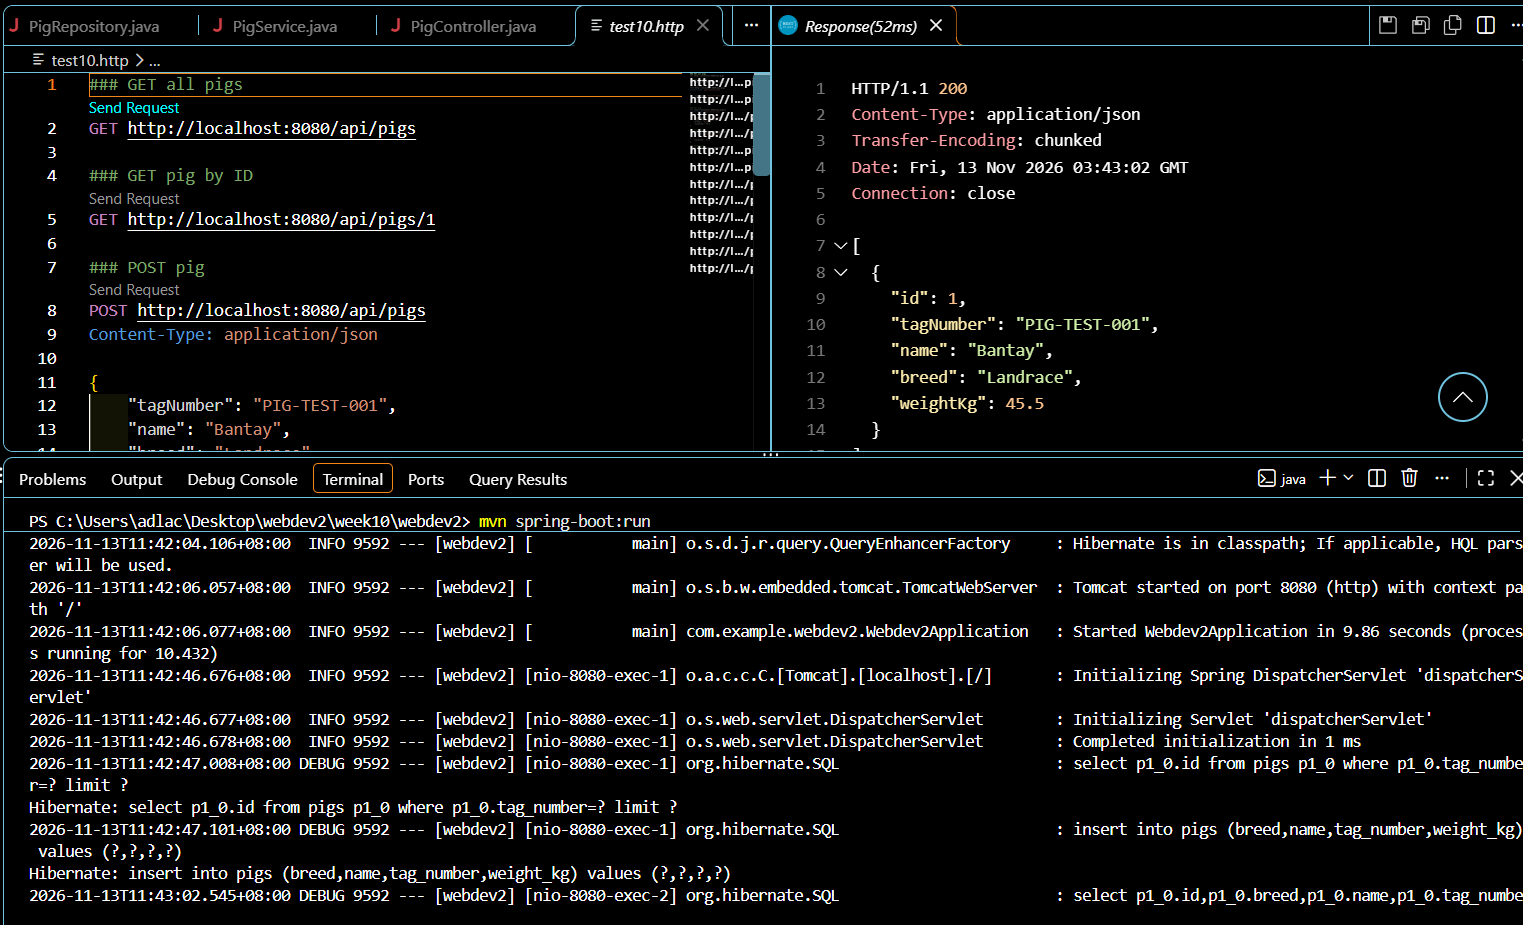 PigRepository.java
PigService.java
PigController.java
test10.http
...
test10.http > ...
1 ### GET all pigs
Send Request
2 GET http://localhost:8080/api/pigs
3
4 ### GET pig by ID
Send Request
5 GET http://localhost:8080/api/pigs/1
6
7 ### POST pig
Send Request
8 POST http://localhost:8080/api/pigs
9 Content-Type: application/json
10
11 {
12 "tagNumber": "PIG-TEST-001",
13 "name": "Bantay",
http://l...p
http://l...p
http://l.../p
http://l.../p
http://l...p
http://l...p
http://l.../p
http://l.../p
http://l.../p
http://l.../p
http://l.../p
http://l.../p
Response(52ms)
1 HTTP/1.1 200
2 Content-Type: application/json
3 Transfer-Encoding: chunked
4 Date: Fri, 13 Nov 2026 03:43:02 GMT
5 Connection: close
6
7 [
8 {
9 "id": 1,
10 "tagNumber": "PIG-TEST-001",
11 "name": "Bantay",
12 "breed": "Landrace",
13 "weightKg": 45.5
14 }
Problems Output Debug Console Terminal Ports Query Results
java
PS C:\Users\adlac\Desktop\webdev2\week10\webdev2> mvn spring-boot:run
2026-11-13T11:42:04.106+08:00 INFO 9592 --- [webdev2] [ main] o.s.d.j.r.query.QueryEnhancerFactory : Hibernate is in classpath; If applicable, HQL pars
er will be used.
2026-11-13T11:42:06.057+08:00 INFO 9592 --- [webdev2] [ main] o.s.b.w.embedded.tomcat.TomcatWebServer : Tomcat started on port 8080 (http) with context pa
th '/'
2026-11-13T11:42:06.077+08:00 INFO 9592 --- [webdev2] [ main] com.example.webdev2.Webdev2Application : Started Webdev2Application in 9.86 seconds (proces
s running for 10.432)
2026-11-13T11:42:46.676+08:00 INFO 9592 --- [webdev2] [nio-8080-exec-1] o.a.c.c.C.[Tomcat].[localhost].[/] : Initializing Spring DispatcherServlet 'dispatcherS
ervlet'
2026-11-13T11:42:46.677+08:00 INFO 9592 --- [webdev2] [nio-8080-exec-1] o.s.web.servlet.DispatcherServlet : Initializing Servlet 'dispatcherServlet'
2026-11-13T11:42:46.678+08:00 INFO 9592 --- [webdev2] [nio-8080-exec-1] o.s.web.servlet.DispatcherServlet : Completed initialization in 1 ms
2026-11-13T11:42:47.008+08:00 DEBUG 9592 --- [webdev2] [nio-8080-exec-1] org.hibernate.SQL : select p1_0.id from pigs p1_0 where p1_0.tag_numbe
r=? limit ?
Hibernate: select p1_0.id from pigs p1_0 where p1_0.tag_number=? limit ?
2026-11-13T11:42:47.101+08:00 DEBUG 9592 --- [webdev2] [nio-8080-exec-1] org.hibernate.SQL : insert into pigs (breed,name,tag_number,weight_kg)
values (?,?,?,?)
Hibernate: insert into pigs (breed,name,tag_number,weight_kg) values (?,?,?,?)
2026-11-13T11:43:02.545+08:00 DEBUG 9592 --- [webdev2] [nio-8080-exec-2] org.hibernate.SQL : select p1_0.id,p1_0.breed,p1_0.name,p1_0.tag_numbe